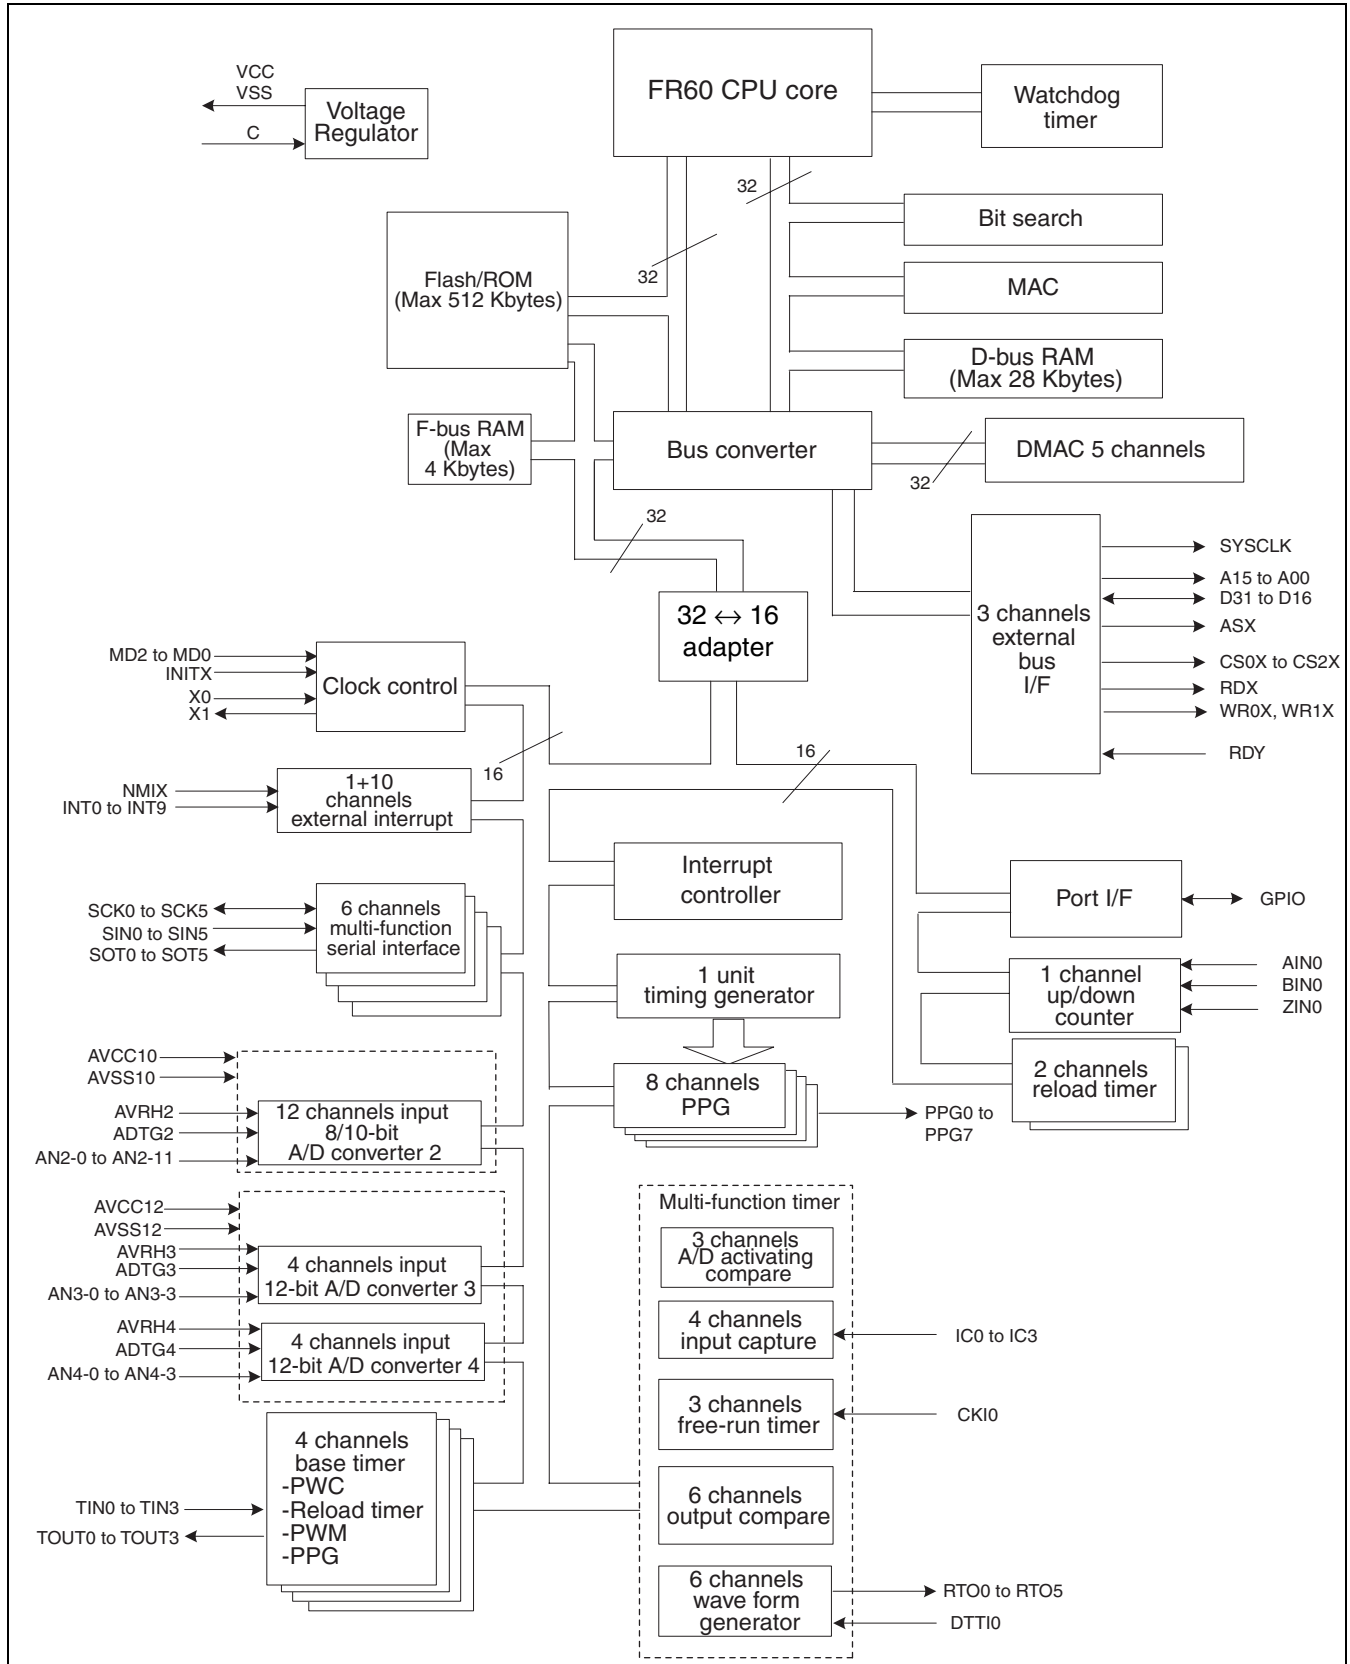 VCC
VSS
C
Voltage
Regulator
FR60 CPU core
Watchdog
timer
32
32
Bit search
MAC
D-bus RAM
(Max 28 Kbytes)
Flash/ROM
(Max 512 Kbytes)
F-bus RAM
(Max
4 Kbytes)
Bus converter
DMAC 5 channels
32
32
32 ↔ 16
adapter
3 channels
external
bus
I/F
SYSCLK
A15 to A00
D31 to D16
ASX
CS0X to CS2X
RDX
WR0X, WR1X
RDY
MD2 to MD0
INITX
X0
X1
Clock control
16
16
NMIX
INT0 to INT9
1+10
channels
external interrupt
Interrupt
controller
Port I/F
GPIO
SCK0 to SCK5
SIN0 to SIN5
SOT0 to SOT5
6 channels
multi-function
serial interface
1 unit
timing generator
1 channel
up/down
counter
AIN0
BIN0
ZIN0
2 channels
reload timer
8 channels
PPG
PPG0 to
PPG7
AVCC10
AVSS10
AVRH2
ADTG2
AN2-0 to AN2-11
12 channels input
8/10-bit
A/D converter 2
AVCC12
AVSS12
AVRH3
ADTG3
AN3-0 to AN3-3
4 channels input
12-bit A/D converter 3
AVRH4
ADTG4
AN4-0 to AN4-3
4 channels input
12-bit A/D converter 4
Multi-function timer
3 channels
A/D activating
compare
4 channels
input capture
IC0 to IC3
3 channels
free-run timer
CKI0
6 channels
output compare
6 channels
wave form
generator
RTO0 to RTO5
DTTI0
TIN0 to TIN3
TOUT0 to TOUT3
4 channels
base timer
-PWC
-Reload timer
-PWM
-PPG